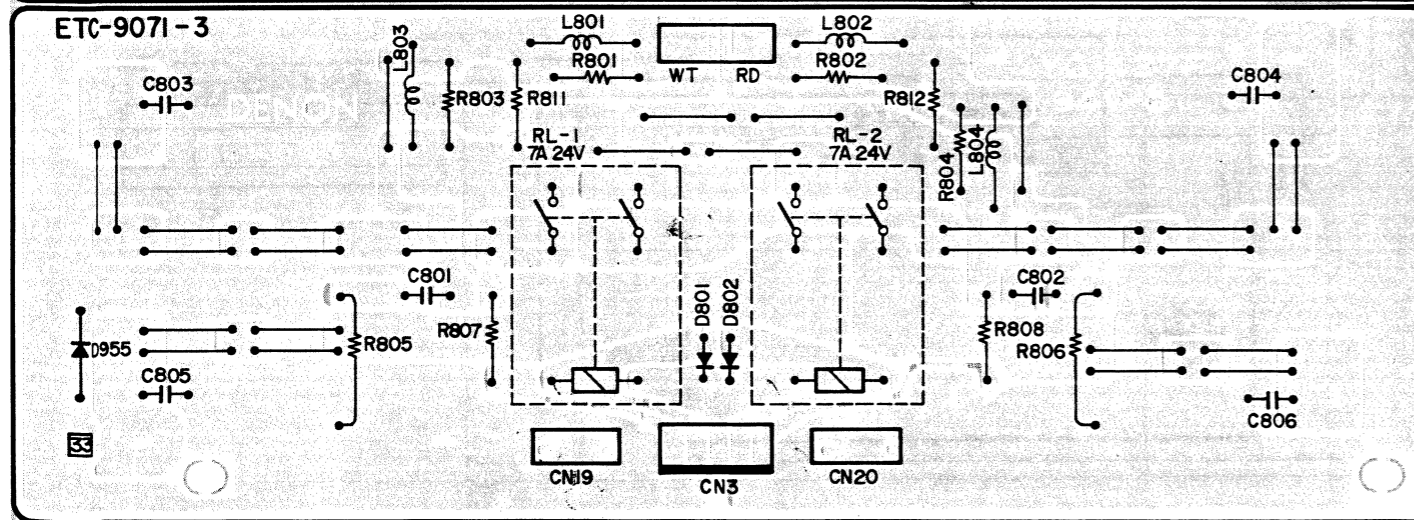 ETC-9071-3
L801
L802
L803
R801
WT
RD
R802
C803
R803
R811
R812
C804
DENON
RL-1
7A 24V
RL-2
7A 24V
R804
L804
C801
C802
D801
D802
D955
R805
R807
R808
R806
C805
C806
33
CN19
CN3
CN20